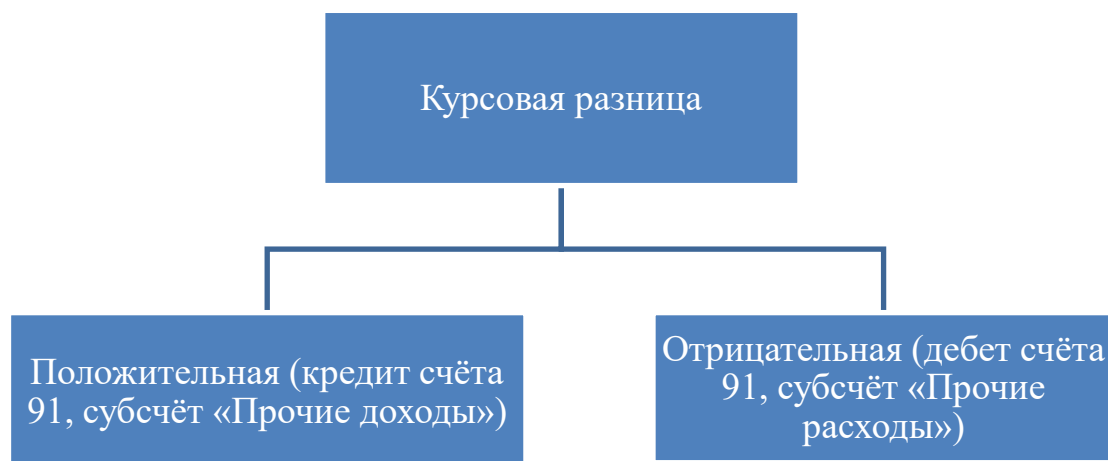 Курсовая разница
Положительная (кредит счёта
91, субсчёт «Прочие доходы»)
Отрицательная (дебет счёта
91, субсчёт «Прочие
расходы»)